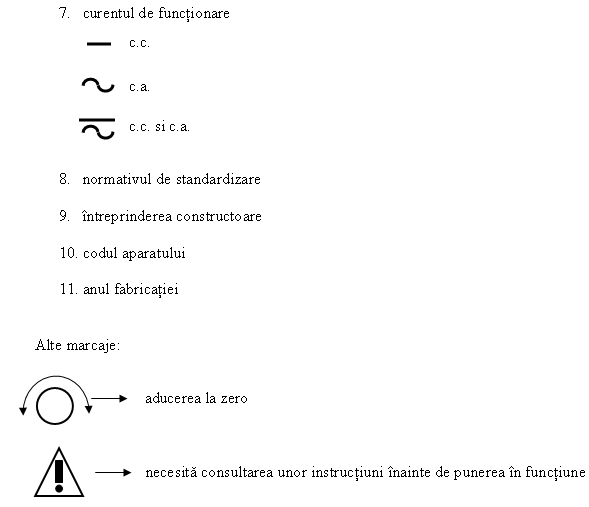 7. curentul de funcționare
c.c.
c.a.
c.c. si c.a.
8. normativul de standardizare
9. întreprinderea constructoare
10. codul aparatului
11. anul fabricației
Alte marcaje:
aducerea la zero
necesită consultarea unor instrucțiuni înainte de punerea în funcțiune